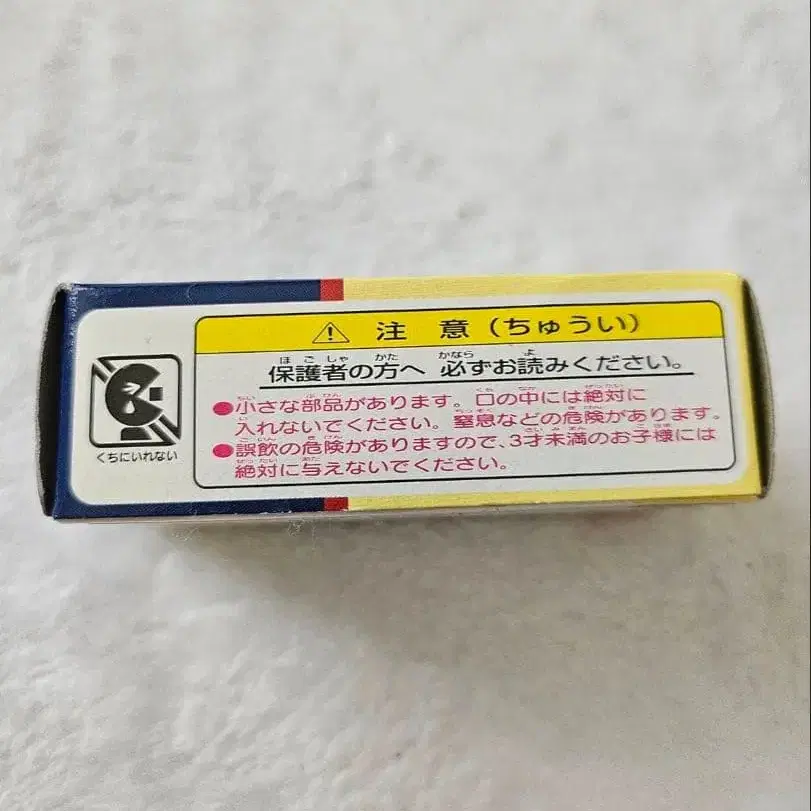 注 意(ちゅうい)
保護者の方へ 必ずお読みください。
●小さな部品があります。口の中には絶対に
入れないでください。窒息などの危険があります。
●誤飲の危険がありますので、3才未満のお子様には
絶対に与えないでください。
くちにいれない